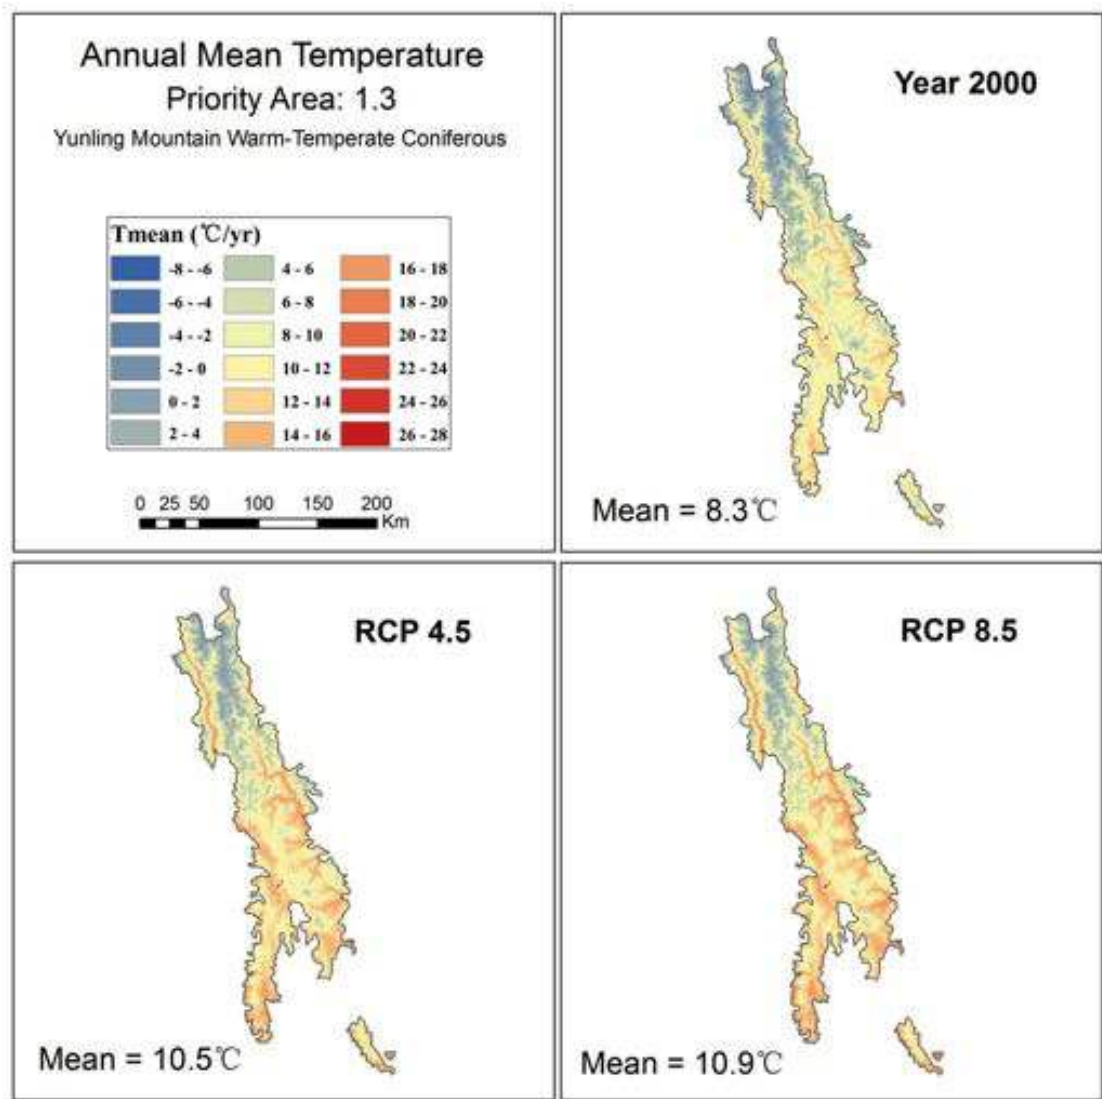 Annual Mean Temperature
Priority Area: 1.3
Yunling Mountain Warm-Temperate Coniferous
Tmean (℃/yr)
-8 - -6
-6 - -4
-4 - -2
-2 - 0
0 - 2
2 - 4
4 - 6
6 - 8
8 - 10
10 - 12
12 - 14
14 - 16
16 - 18
18 - 20
20 - 22
22 - 24
24 - 26
26 - 28
0 25 50 100 150 200
Km
Year 2000
Mean = 8.3℃
RCP 4.5
Mean = 10.5℃
RCP 8.5
Mean = 10.9℃